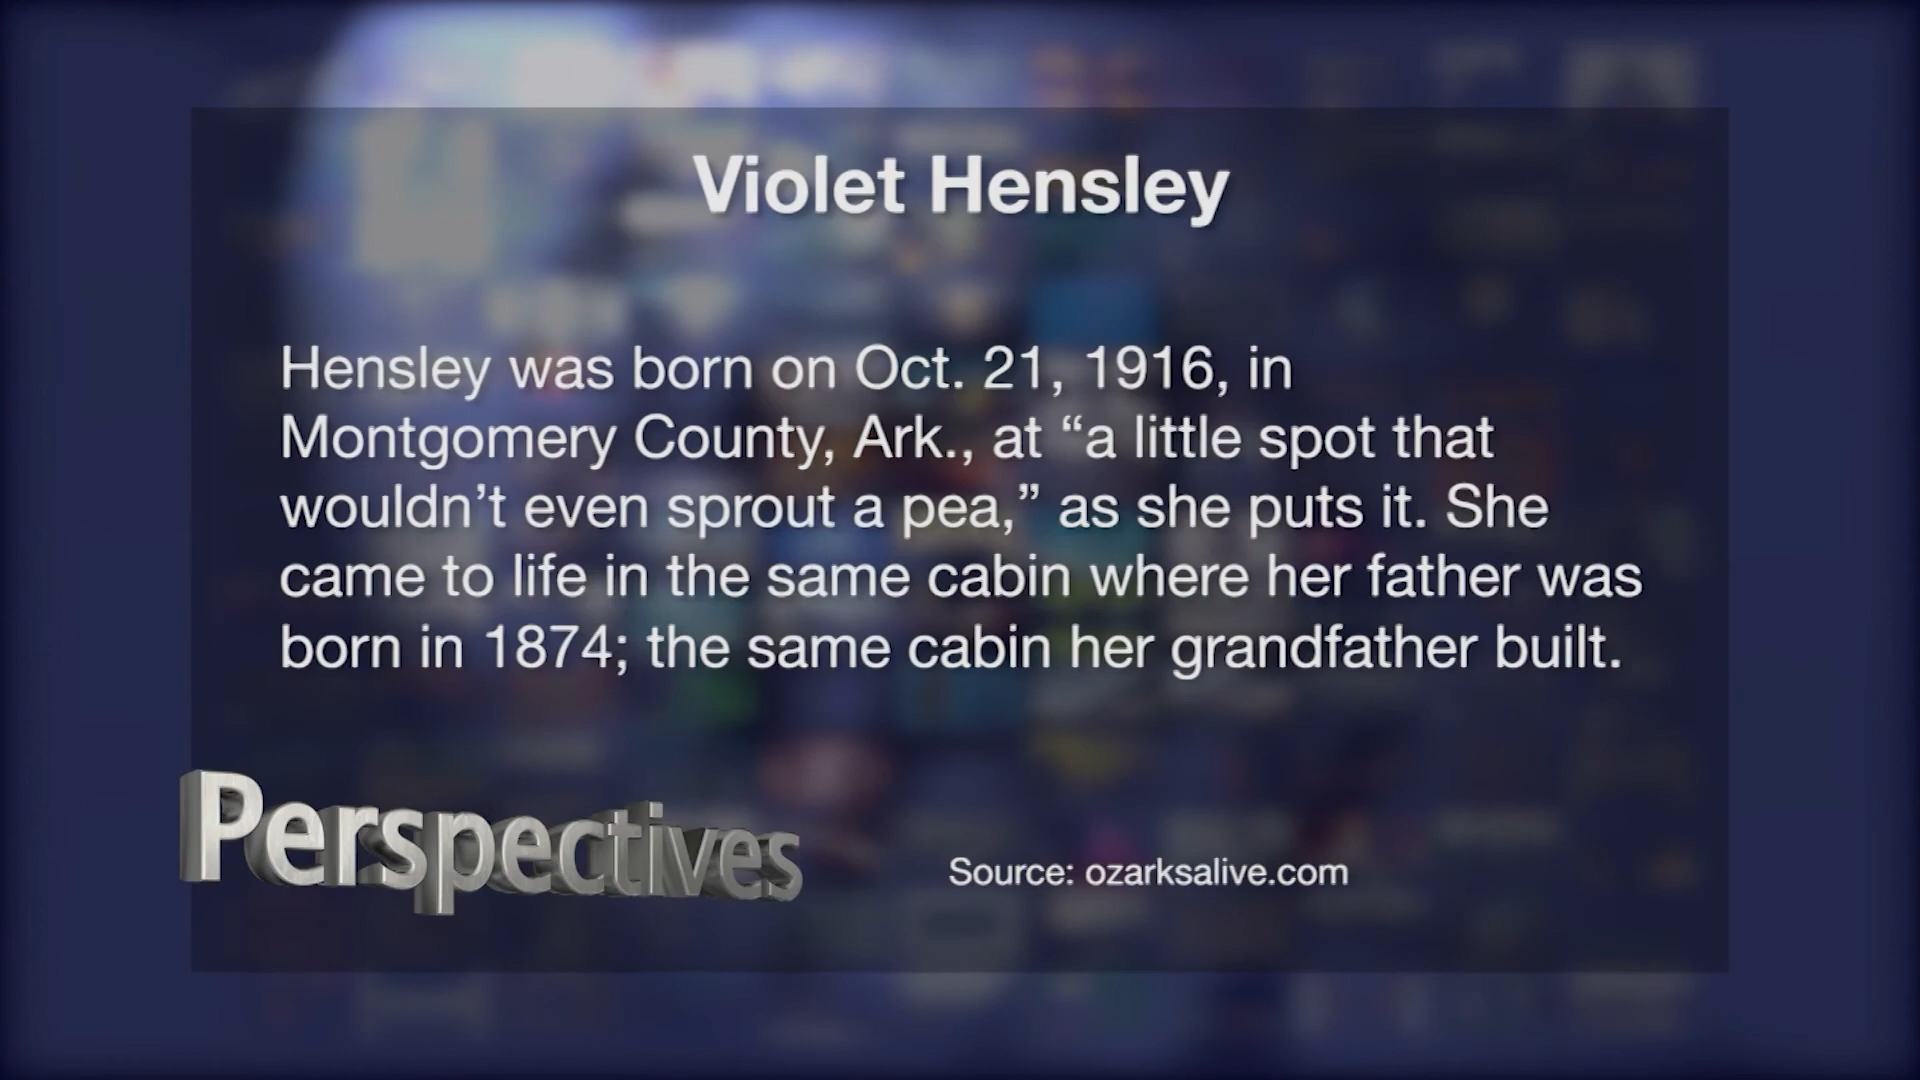 Violet Hensley
Hensley was born on Oct. 21, 1916, in
Montgomery County, Ark., at “a little spot that
wouldn’t even sprout a pea,” as she puts it. She
came to life in the same cabin where her father was
born in 1874; the same cabin her grandfather built.
Perspectives
Source: ozarksalive.com